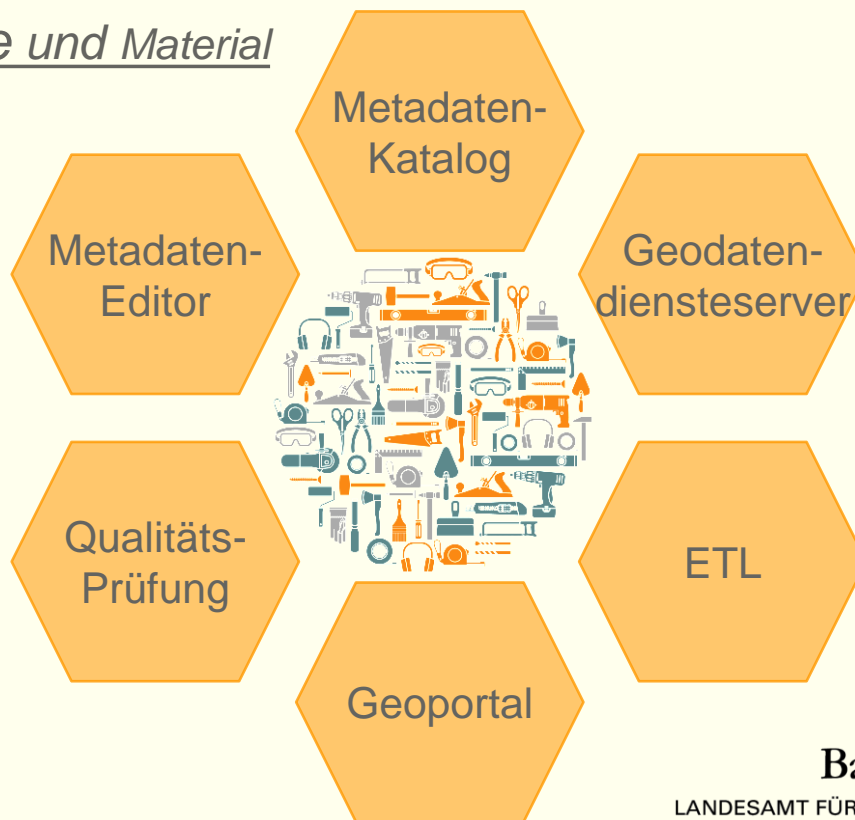 und Material
Metadaten-
Katalog
Metadaten-
Editor
Geodaten-
diensteserver
Qualitäts-
Prüfung
ETL
Geoportal
LANDESAMT FÜR